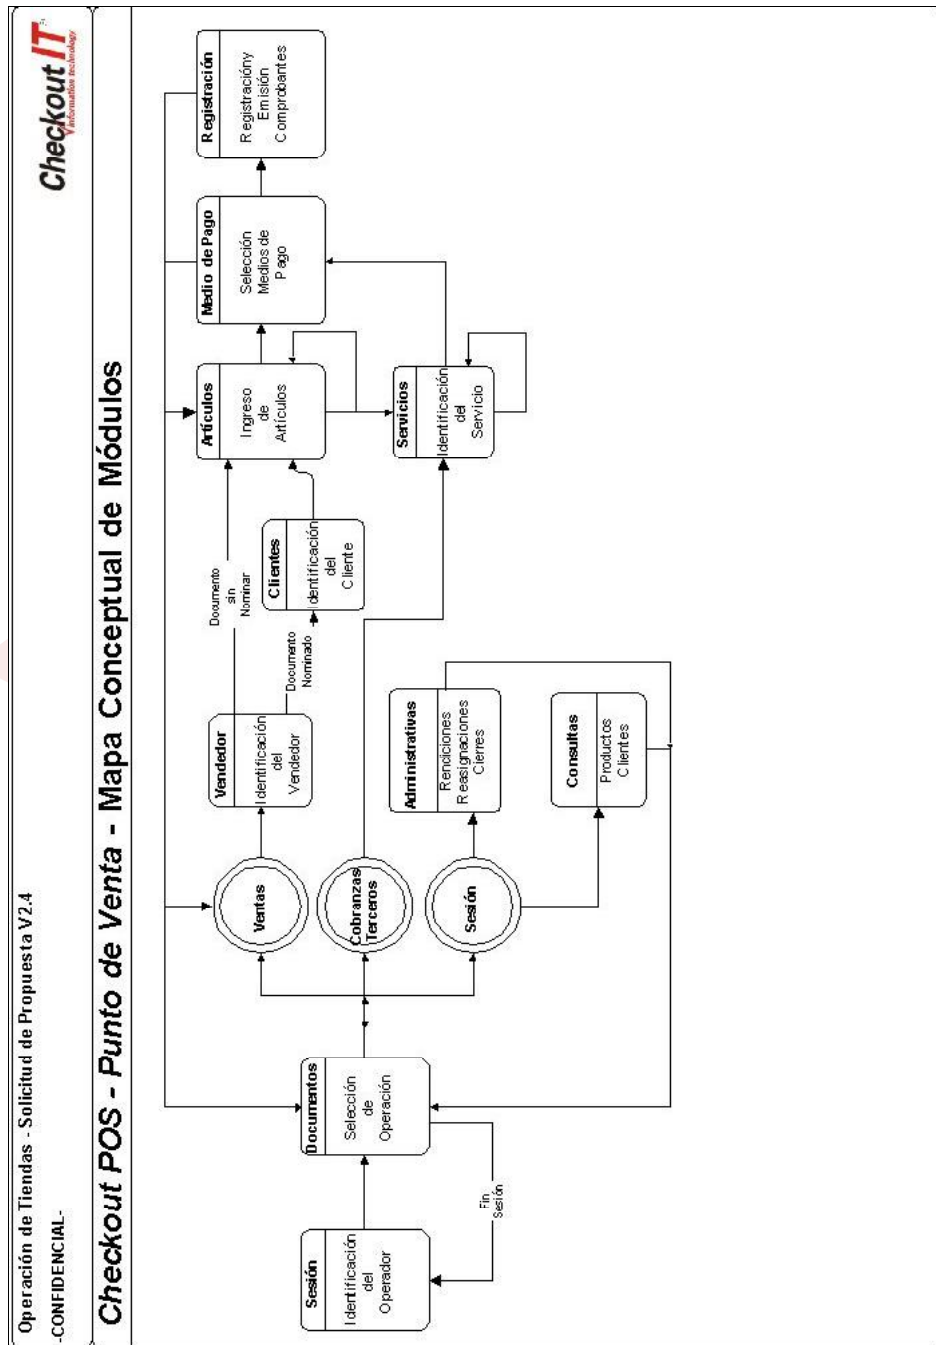 Operación de Tiendas - Solicitud de Propuesta V2.4
-CONFIDENCIAL-
Checkout IT
information technology
Checkout POS - Punto de Venta - Mapa Conceptual de Módulos
Sesión
Identificación
del
Operador
Fin
Sesión
Documentos
Selección
de
Operación
Ventas
Cobranzas
Terceros
Sesión
Vendedor
Identificación
del
Vendedor
Documento
sin
Nominar
Documento
Nominado
Clientes
Identificación
del
Cliente
Administrativas
Rendiciones
Reasignaciones
Cierres
Consultas
Productos
Clientes
Artículos
Ingreso
de
Artículos
Servicios
Identificación
del
Servicio
Medio de Pago
Selección
Medios de
Pago
Registración
Registracióny
Emisión
Comprobantes